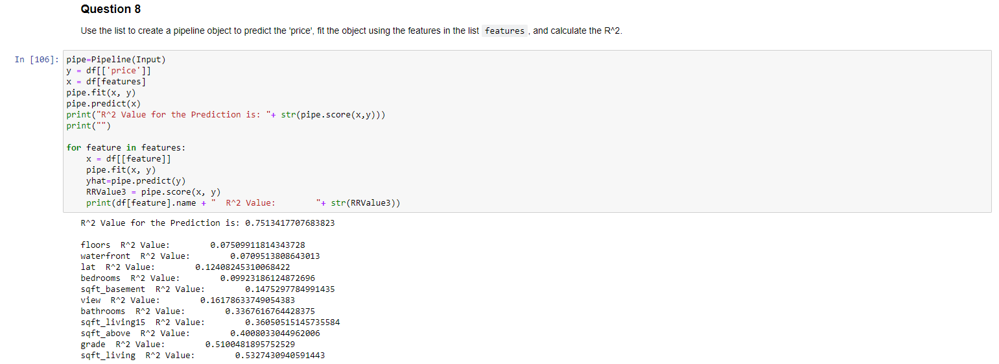 Question 8
Use the list to create a pipeline object to predict the 'price', fit the object using the features in the list features , and calculate the R^2.
In [106]: pipe=Pipeline(Input)
y = df[['price']]
x = df[features]
pipe.fit(x, y)
pipe.predict(x)
print("R^2 Value for the Prediction is: "+ str(pipe.score(x,y)))
print("")
for feature in features:
    x = df[[feature]]
    pipe.fit(x, y)
    yhat=pipe.predict(y)
    RRValue3 = pipe.score(x, y)
    print(df[feature].name + "  R^2 Value:        "+ str(RRValue3))
R^2 Value for the Prediction is: 0.7513417707683823
floors  R^2 Value:        0.07509911814343728
waterfront  R^2 Value:        0.0709513808643013
lat  R^2 Value:        0.12408245310068422
bedrooms  R^2 Value:        0.09923186124872696
sqft_basement  R^2 Value:        0.1475297784991435
view  R^2 Value:        0.16178633749054383
bathrooms  R^2 Value:        0.3367616764428375
sqft_living15  R^2 Value:        0.36050515145735584
sqft_above  R^2 Value:        0.4008033044962006
grade  R^2 Value:        0.5100481895752529
sqft_living  R^2 Value:        0.5327430940591443